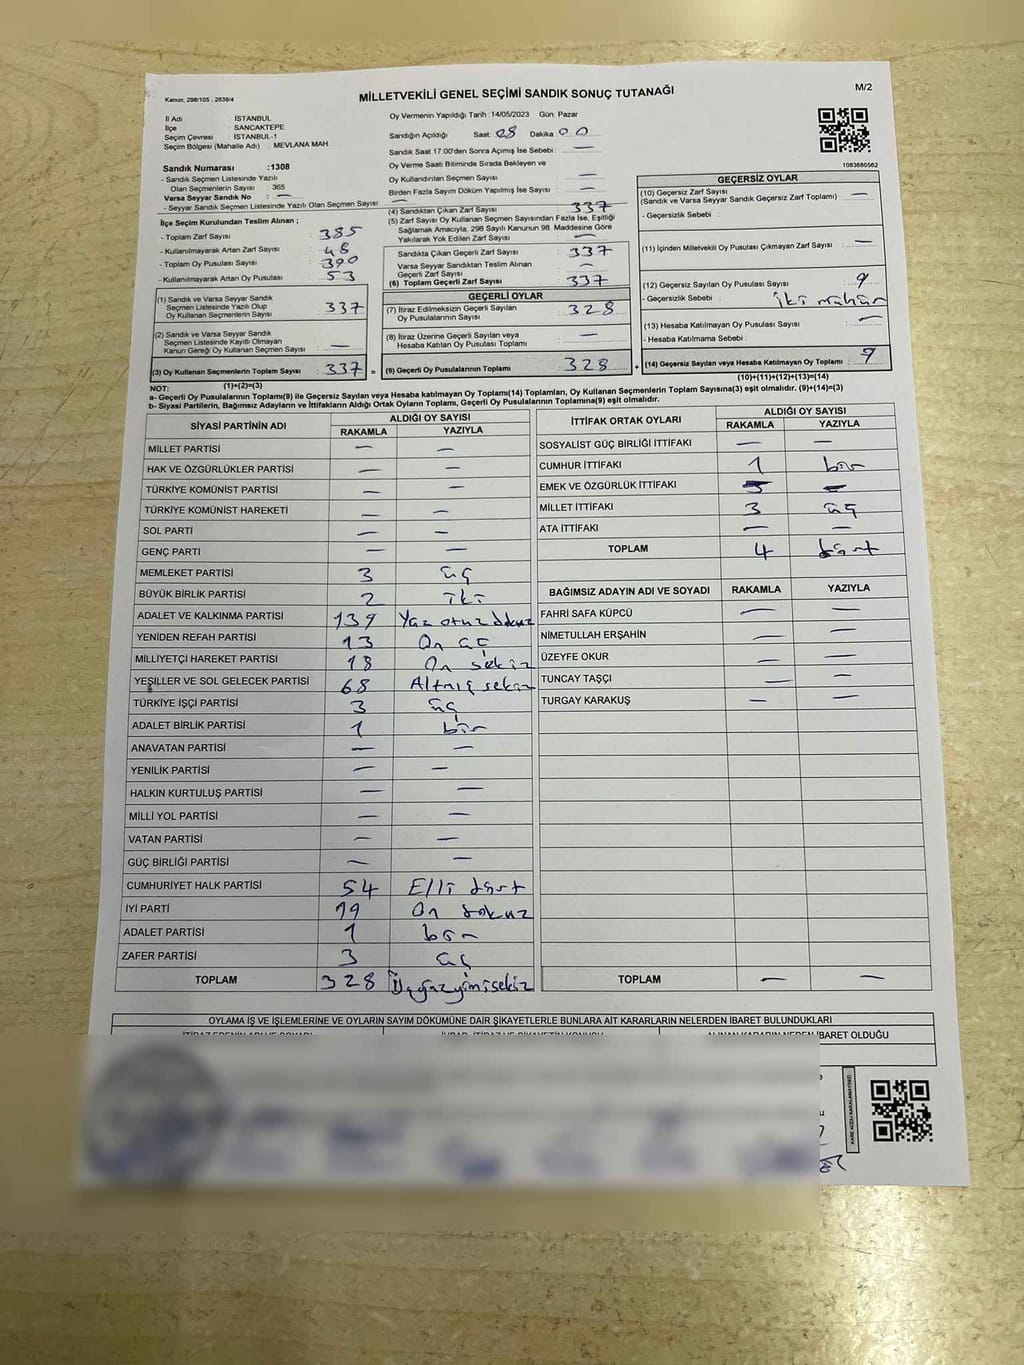 Kanun; 298/105 , 2839/4
MİLLETVEKİLİ GENEL SEÇİMİ SANDIK SONUÇ TUTANAĞI
M/2
İl Adı : İSTANBUL
İlçe : SANCAKTEPE
Seçim Çevresi : İSTANBUL-1
Seçim Bölgesi (Mahalle Adı) : MEVLANA MAH
Oy Vermenin Yapıldığı Tarih :14/05/2023 Gün: Pazar
Sandığın Açıldığı Saat: 08 Dakika: 00
Sandık Saat 17:00'den Sonra Açımış İse Sebebi : —
Oy Verme Saati Bitiminde Sırada Bekleyen ve
Oy Kullandırılan Seçmen Sayısı : —
Birden Fazla Sayım Döküm Yapılmış İse Sayısı : —
1083680562
Sandık Numarası :1308
- Sandık Seçmen Listesinde Yazılı
Olan Seçmenlerin Sayısı : 365
Varsa Seyyar Sandık No : —
- Seyyar Sandık Seçmen Listesinde Yazılı Olan Seçmen Sayısı : —
İlçe Seçim Kurulundan Teslim Alınan ;
- Toplam Zarf Sayısı : 385
- Kullanılmayarak Artan Zarf Sayısı : 48
- Toplam Oy Pusulası Sayısı : 390
- Kullanılmayarak Artan Oy Pusulası : 53
(1) Sandık ve Varsa Seyyar Sandık
Seçmen Listesinde Yazılı Olup
Oy Kullanan Seçmenlerin Sayısı : 337
(2) Sandık ve Varsa Seyyar Sandık
Seçmen Listesinde Kayıtlı Olmayan
Kanun Gereği Oy Kullanan Seçmen Sayısı : —
(3) Oy Kullanan Seçmenlerin Toplam Sayısı : 337 =
(1)+(2)=(3)
(4) Sandıktan Çıkan Zarf Sayısı : 337
(5) Zarf Sayısı Oy Kullanan Seçmen Sayısından Fazla İse, Eşitliği
Sağlamak Amacıyla; 298 Sayılı Kanunun 98. Maddesine Göre
Yakılarak Yok Edilen Zarf Sayısı : —
Sandıkta Çıkan Geçerli Zarf Sayısı : 337
Varsa Seyyar Sandıktan Teslim Alınan
Geçerli Zarf Sayısı : —
(6) Toplam Geçerli Zarf Sayısı : 337
GEÇERLİ OYLAR
(7) İtiraz Edilmeksizin Geçerli Sayılan
Oy Pusulalarının Sayısı : 328
(8) İtiraz Üzerine Geçerli Sayılan veya
Hesaba Katılan Oy Pusulası Toplamı : —
(9) Geçerli Oy Pusulalarının Toplamı : 328 +
GEÇERSİZ OYLAR
(10) Geçersiz Zarf Sayısı
(Sandık ve Varsa Seyyar Sandık Geçersiz Zarf Toplamı) : —
- Geçersizlik Sebebi :
(11) İçinden Milletvekili Oy Pusulası Çıkmayan Zarf Sayısı : —
(12) Geçersiz Sayılan Oy Pusulası Sayısı : 9
- Geçersizlik Sebebi : iki mühür
(13) Hesaba Katılmayan Oy Pusulası Sayısı : —
- Hesaba Katılmama Sebebi :
(14) Geçersiz Sayılan veya Hesaba Katılmayan Oy Toplamı : 9
(10)+(11)+(12)+(13)=(14)
NOT:
a- Geçerli Oy Pusulalarının Toplamı(9) ile Geçersiz Sayılan veya Hesaba katılmayan Oy Toplamı(14) Toplamları, Oy Kullanan Seçmenlerin Toplam Sayısına(3) eşit olmalıdır. (9)+(14)=(3)
b- Siyasi Partilerin, Bağımsız Adayların ve İttifakların Aldığı Ortak Oyların Toplamı, Geçerli Oy Pusulalarının Toplamına(9) eşit olmalıdır.
SİYASİ PARTİNİN ADI ALDIĞI OY SAYISI
RAKAMLA YAZIYLA
MİLLET PARTİSİ — —
HAK VE ÖZGÜRLÜKLER PARTİSİ — —
TÜRKİYE KOMÜNİST PARTİSİ — —
TÜRKİYE KOMÜNİST HAREKETİ — —
SOL PARTİ — —
GENÇ PARTİ — —
MEMLEKET PARTİSİ 3 üç
BÜYÜK BİRLİK PARTİSİ 2 iki
ADALET VE KALKINMA PARTİSİ 139 Yüz otuz dokuz
YENİDEN REFAH PARTİSİ 13 On üç
MİLLİYETÇİ HAREKET PARTİSİ 18 On sekiz
YEŞİLLER VE SOL GELECEK PARTİSİ 68 Altmış sekiz
TÜRKİYE İŞÇİ PARTİSİ 3 üç
ADALET BİRLİK PARTİSİ 1 bir
ANAVATAN PARTİSİ — —
YENİLİK PARTİSİ — —
HALKIN KURTULUŞ PARTİSİ — —
MİLLİ YOL PARTİSİ — —
VATAN PARTİSİ — —
GÜÇ BİRLİĞİ PARTİSİ — —
CUMHURİYET HALK PARTİSİ 54 Elli dört
İYİ PARTİ 19 On dokuz
ADALET PARTİSİ 1 bir
ZAFER PARTİSİ 3 üç
TOPLAM 328 Üçyüzyirmisekiz
İTTİFAK ORTAK OYLARI ALDIĞI OY SAYISI
RAKAMLA YAZIYLA
SOSYALİST GÜÇ BİRLİĞİ İTTİFAKI — —
CUMHUR İTTİFAKI 1 bir
EMEK VE ÖZGÜRLÜK İTTİFAKI —
MİLLET İTTİFAKI 3 üç
ATA İTTİFAKI — —
TOPLAM 4 dört
BAĞIMSIZ ADAYIN ADI VE SOYADI RAKAMLA YAZIYLA
FAHRİ SAFA KÜPCÜ — —
NİMETULLAH ERŞAHİN — —
ÜZEYFE OKUR — —
TUNCAY TAŞÇI — —
TURGAY KARAKUŞ — —
TOPLAM — —
OYLAMA İŞ VE İŞLEMLERİNE VE OYLARIN SAYIM DÖKÜMÜNE DAİR ŞİKAYETLERLE BUNLARA AİT KARARLARIN NELERDEN İBARET BULUNDUKLARI
İBARET OLDUĞU